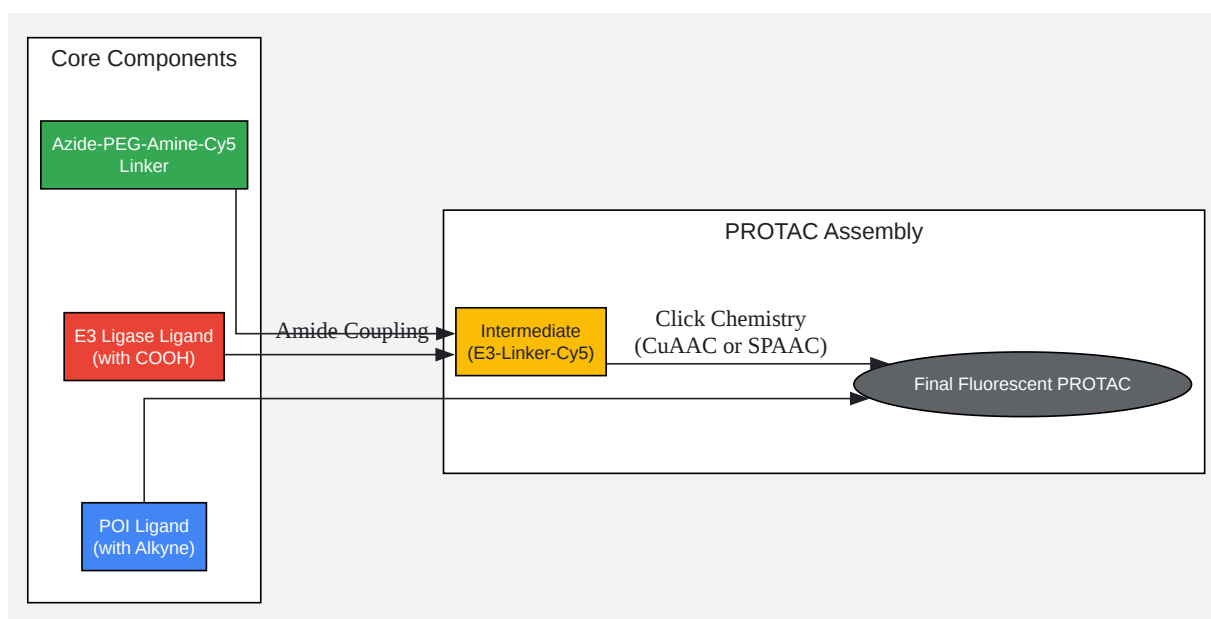 Core Components
Azide-PEG-Amine-Cy5
Linker
E3 Ligase Ligand
(with COOH)
POI Ligand
(with Alkyne)
Amide Coupling
PROTAC Assembly
Intermediate
(E3-Linker-Cy5)
Click Chemistry
(CuAAC or SPAAC)
Final Fluorescent PROTAC